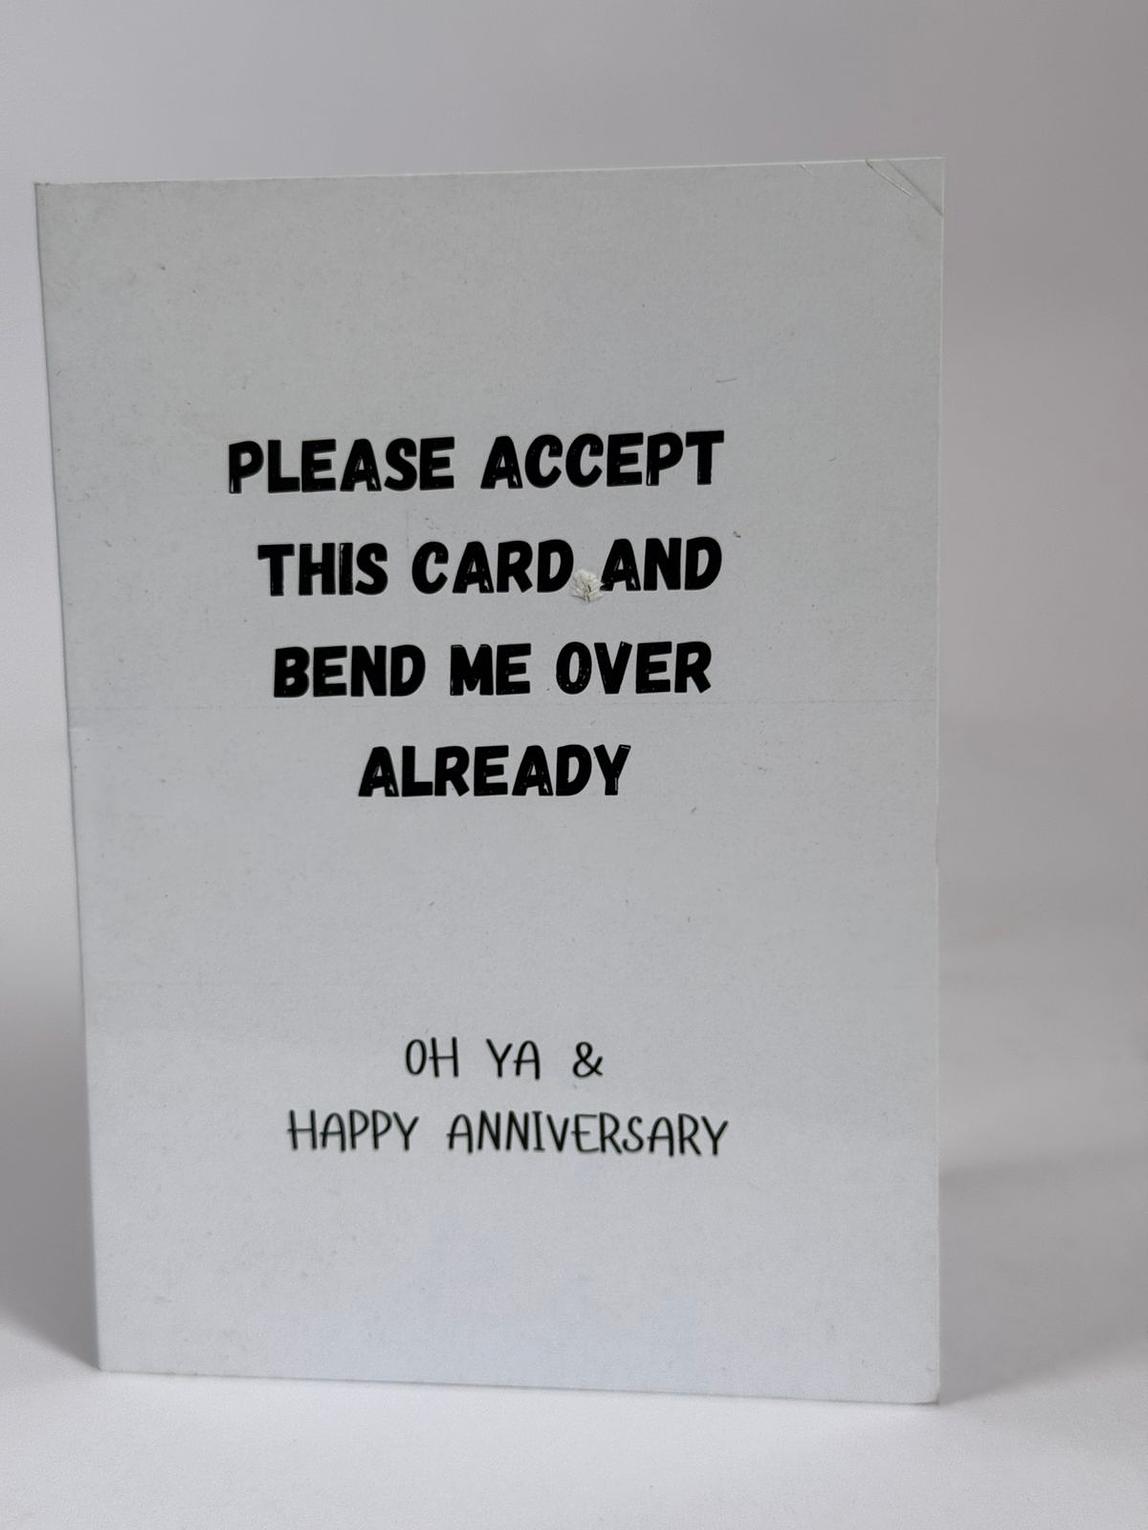 PLEASE ACCEPT
THIS CARD AND
BEND ME OVER
ALREADY
OH YA &
HAPPY ANNIVERSARY